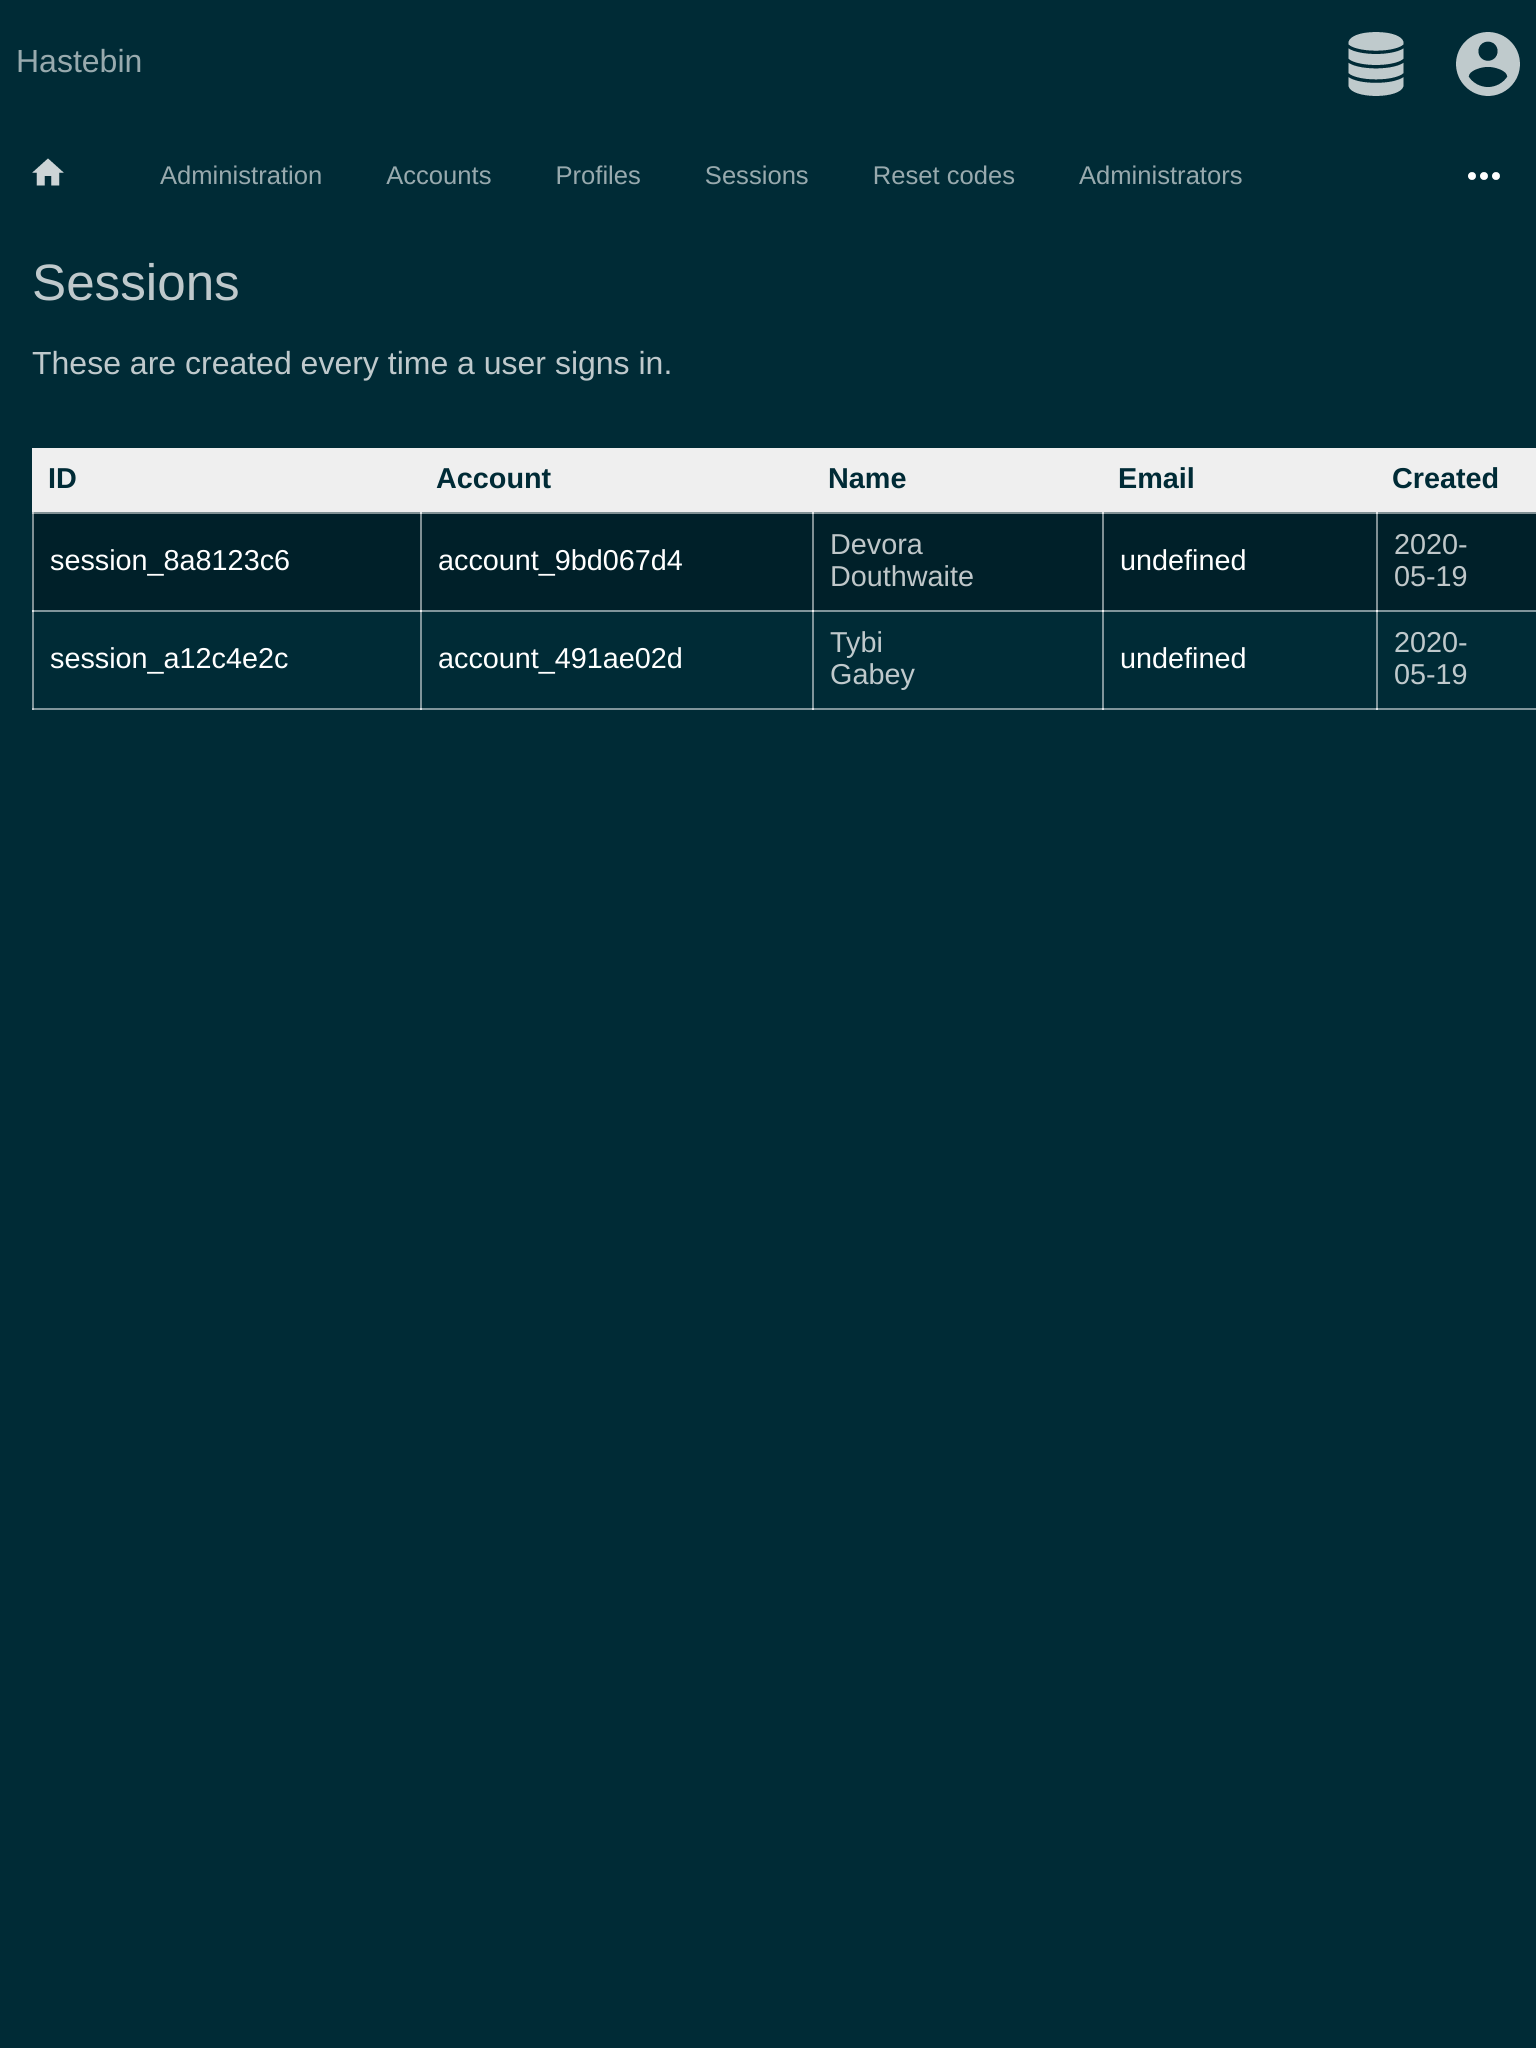 Hastebin
Administration Accounts Profiles Sessions Reset codes Administrators
Sessions
These are created every time a user signs in.
ID Account Name Email Created
session_8a8123c6 account_9bd067d4 Devora undefined 2020-
Douthwaite 05-19
session_a12c4e2c account_491ae02d Tybi undefined 2020-
Gabey 05-19